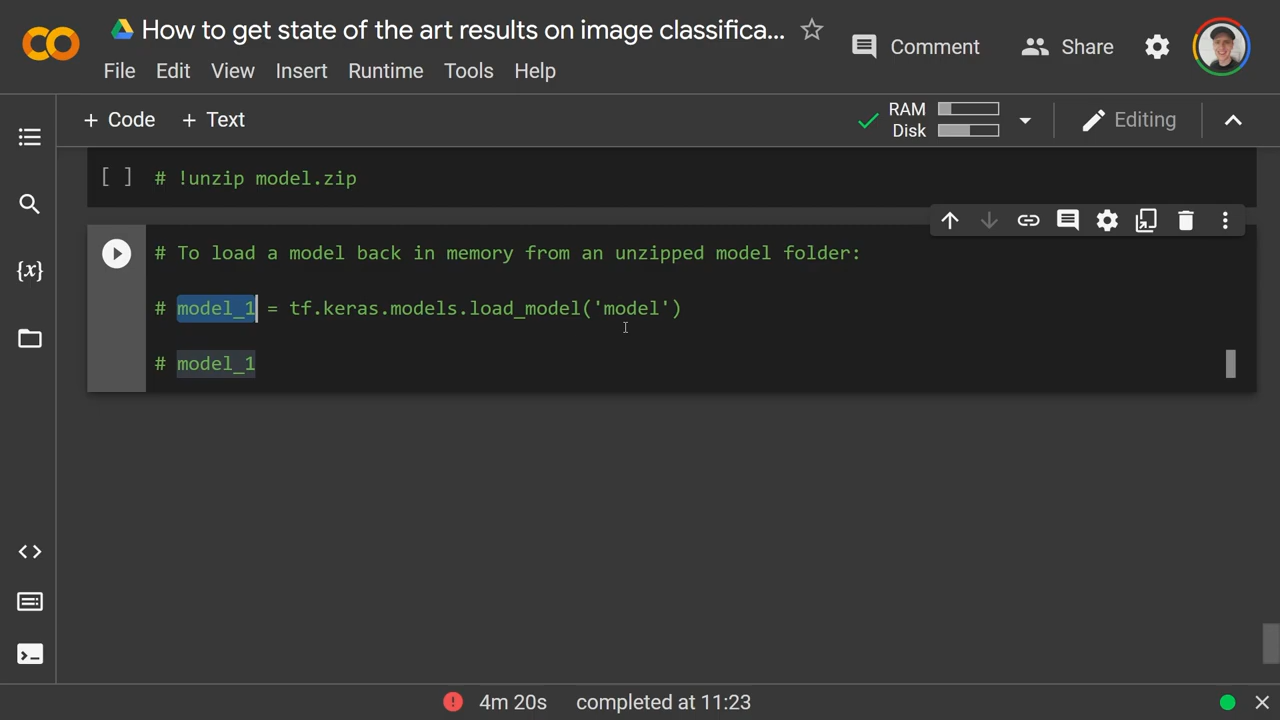 How to get state of the art results on image classifica...
Comment
Share
File Edit View Insert Runtime Tools Help
+ Code + Text
RAM
Disk
Editing
[ ] # !unzip model.zip
# To load a model back in memory from an unzipped model folder:
# model_1 = tf.keras.models.load_model('model')
# model_1
{x}
4m 20s completed at 11:23